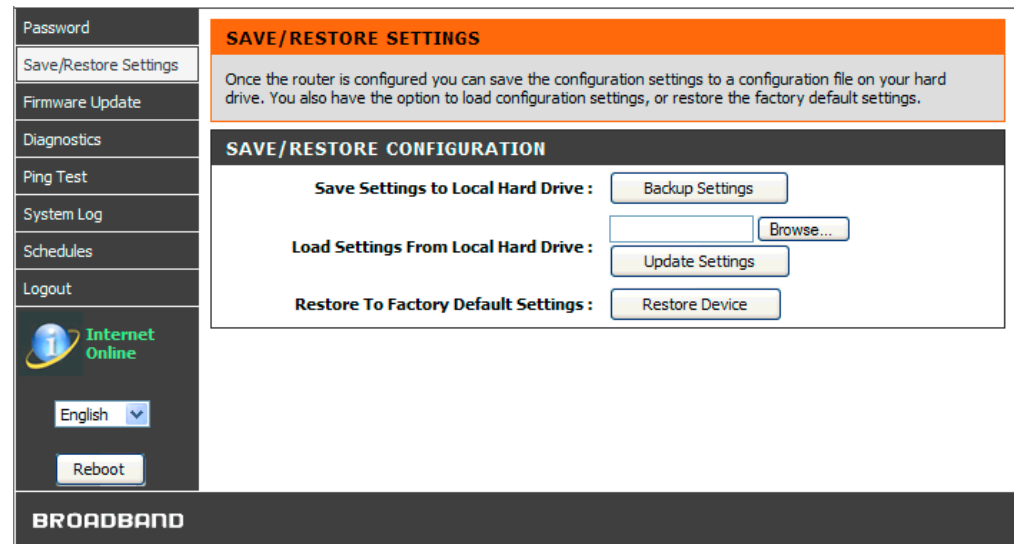 Password
Save/Restore Settings
Firmware Update
Diagnostics
Ping Test
System Log
Schedules
Logout
Internet
Online
English
Reboot
SAVE/RESTORE SETTINGS
Once the router is configured you can save the configuration settings to a configuration file on your hard
drive. You also have the option to load configuration settings, or restore the factory default settings.
SAVE/RESTORE CONFIGURATION
Save Settings to Local Hard Drive : Backup Settings
Browse...
Load Settings From Local Hard Drive :
Update Settings
Restore To Factory Default Settings : Restore Device
BROADBAND